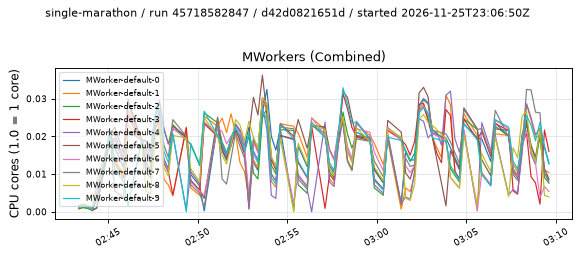 single-marathon / run 45718582847 / d42d0821651d / started 2026-11-25T23:06:50Z
MWorkers (Combined)
CPU cores (1.0 = 1 core)
0.03
0.02
0.01
0.00
MWorker-default-0
MWorker-default-1
MWorker-default-2
MWorker-default-3
MWorker-default-4
MWorker-default-5
MWorker-default-6
MWorker-default-7
MWorker-default-8
MWorker-default-9
02:45
02:50
02:55
03:00
03:05
03:10